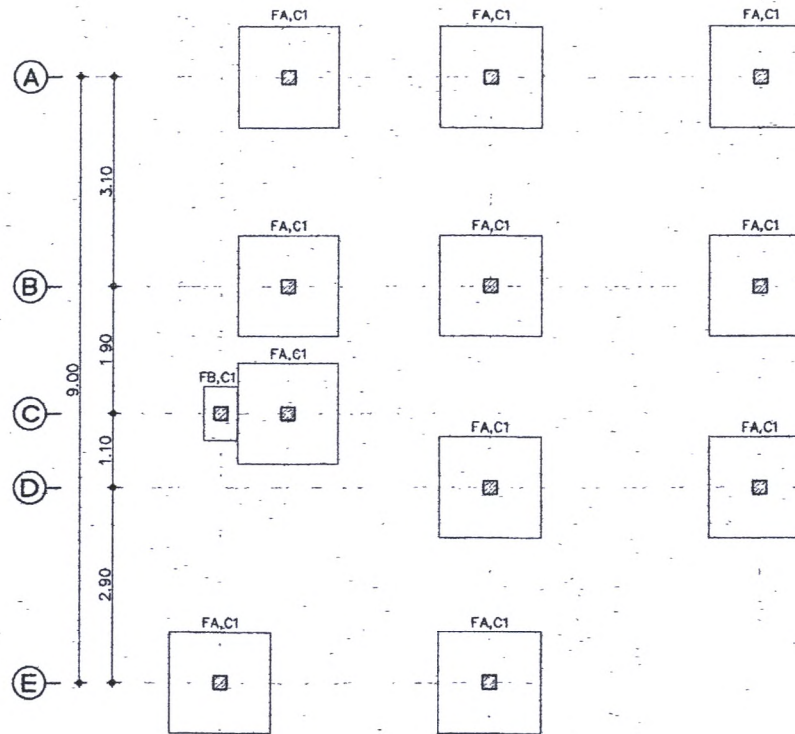 FA,C1 FA,C1 FA,C1
A
3.10
FA,C1 FA,C1 FA,C1
B
1.90
9.00
FA,C1
FB,C1
C
1.10
FA,C1 FA,C1
D
2.90
FA,C1 FA,C1
E